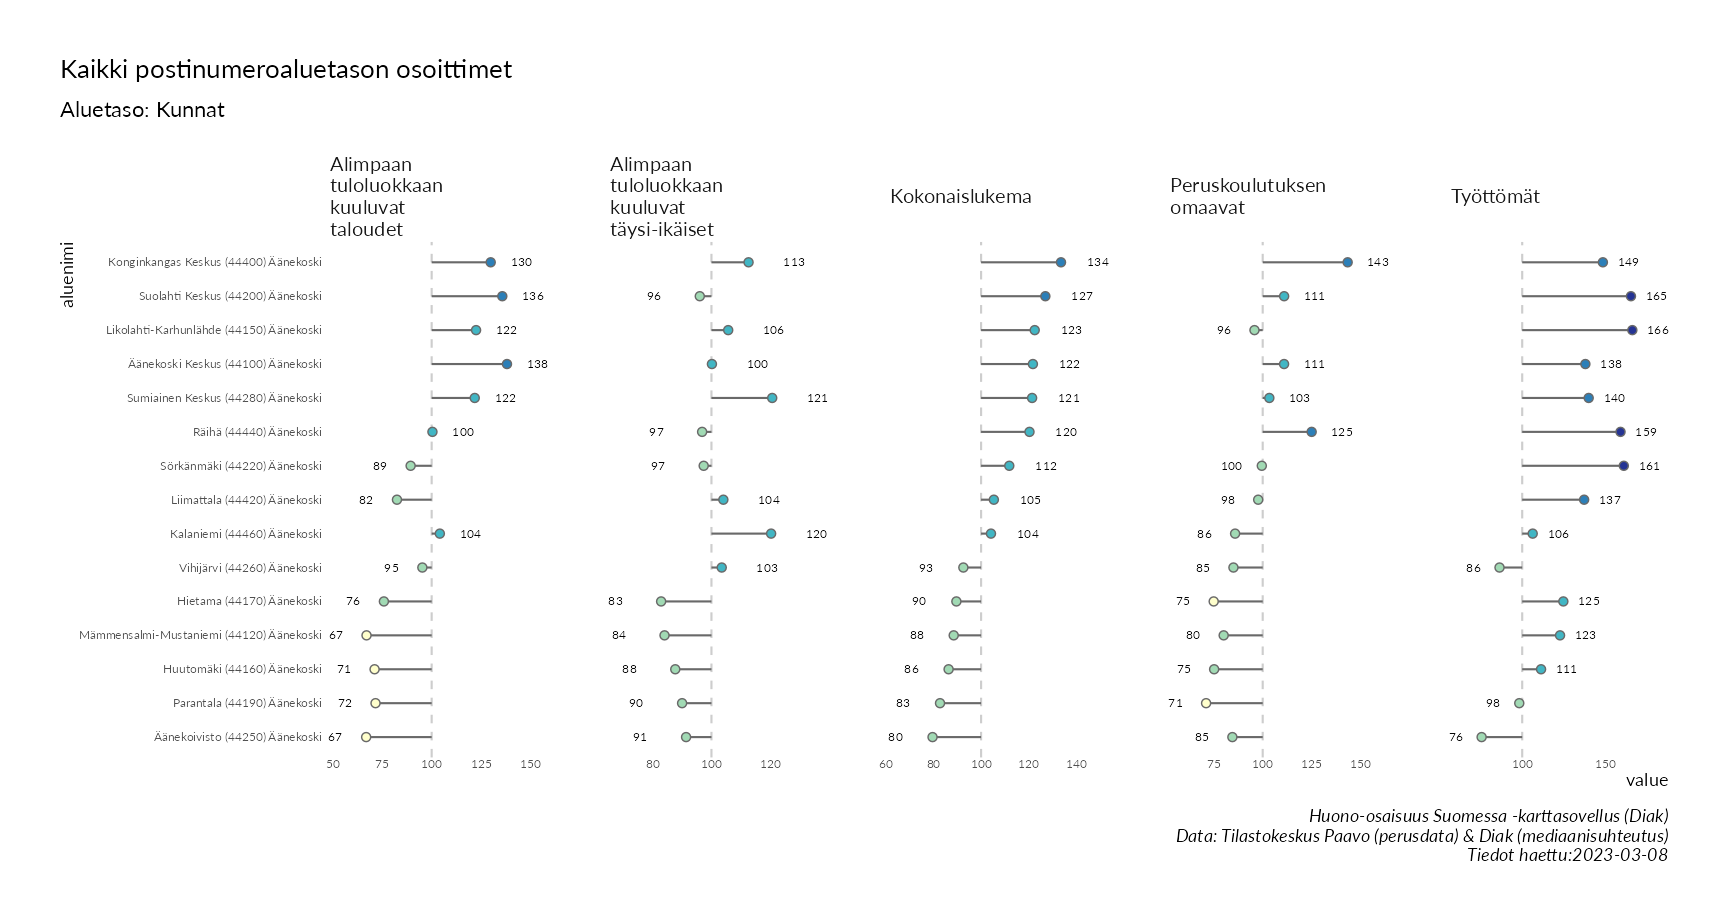 Kaikki postinumeroaluetason osoittimet
Aluetaso: Kunnat
Alimpaan
tuloluokkaan
kuuluvat
taloudet
Alimpaan
tuloluokkaan
kuuluvat
täysi-ikäiset
Kokonaislukema
Peruskoulutuksen
omaavat
Työttömät
aluenimi
Konginkangas Keskus (44400) Äänekoski 130 113 134 143 149
Suolahti Keskus (44200) Äänekoski 136 96 127 111 165
Likolahti-Karhunlähde (44150) Äänekoski 122 106 123 96 166
Äänekoski Keskus (44100) Äänekoski 138 100 122 111 138
Sumiainen Keskus (44280) Äänekoski 122 121 121 103 140
Räihä (44440) Äänekoski 100 97 120 125 159
Sörkänmäki (44220) Äänekoski 89 97 112 100 161
Liimattala (44420) Äänekoski 82 104 105 98 137
Kalaniemi (44460) Äänekoski 104 120 104 86 106
Vihijärvi (44260) Äänekoski 95 103 93 85 86
Hietama (44170) Äänekoski 76 83 90 75 125
Mämmensalmi-Mustaniemi (44120) Äänekoski 67 84 88 80 123
Huutomäki (44160) Äänekoski 71 88 86 75 111
Parantala (44190) Äänekoski 72 90 83 71 98
Äänekoivisto (44250) Äänekoski 67 91 80 85 76
50 75 100 125 150 80 100 120 60 80 100 120 140 75 100 125 150 100 150
value
Huono-osaisuus Suomessa -karttasovellus (Diak)
Data: Tilastokeskus Paavo (perusdata) & Diak (mediaanisuhteutus)
Tiedot haettu:2023-03-08